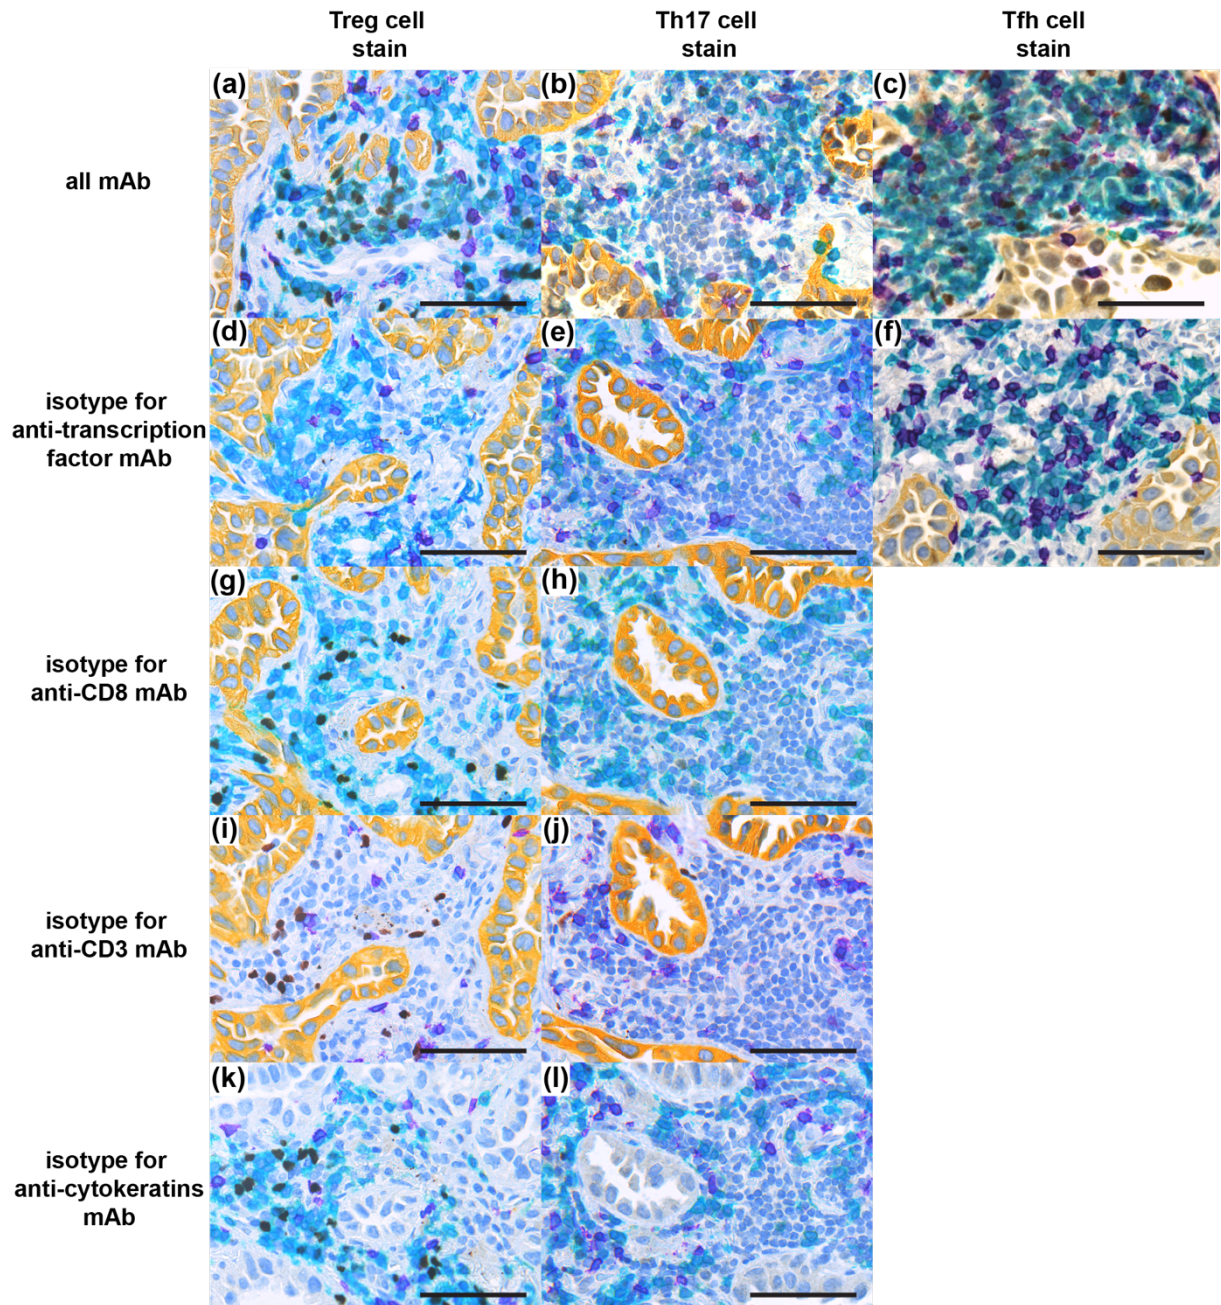 Treg cell
stain
Th17 cell
stain
Tfh cell
stain
all mAb
(a)
(b)
(c)
isotype for
anti-transcription
factor mAb
(d)
(e)
(f)
isotype for
anti-CD8 mAb
(g)
(h)
isotype for
anti-CD3 mAb
(i)
(j)
isotype for
anti-cytokeratins
mAb
(k)
(l)